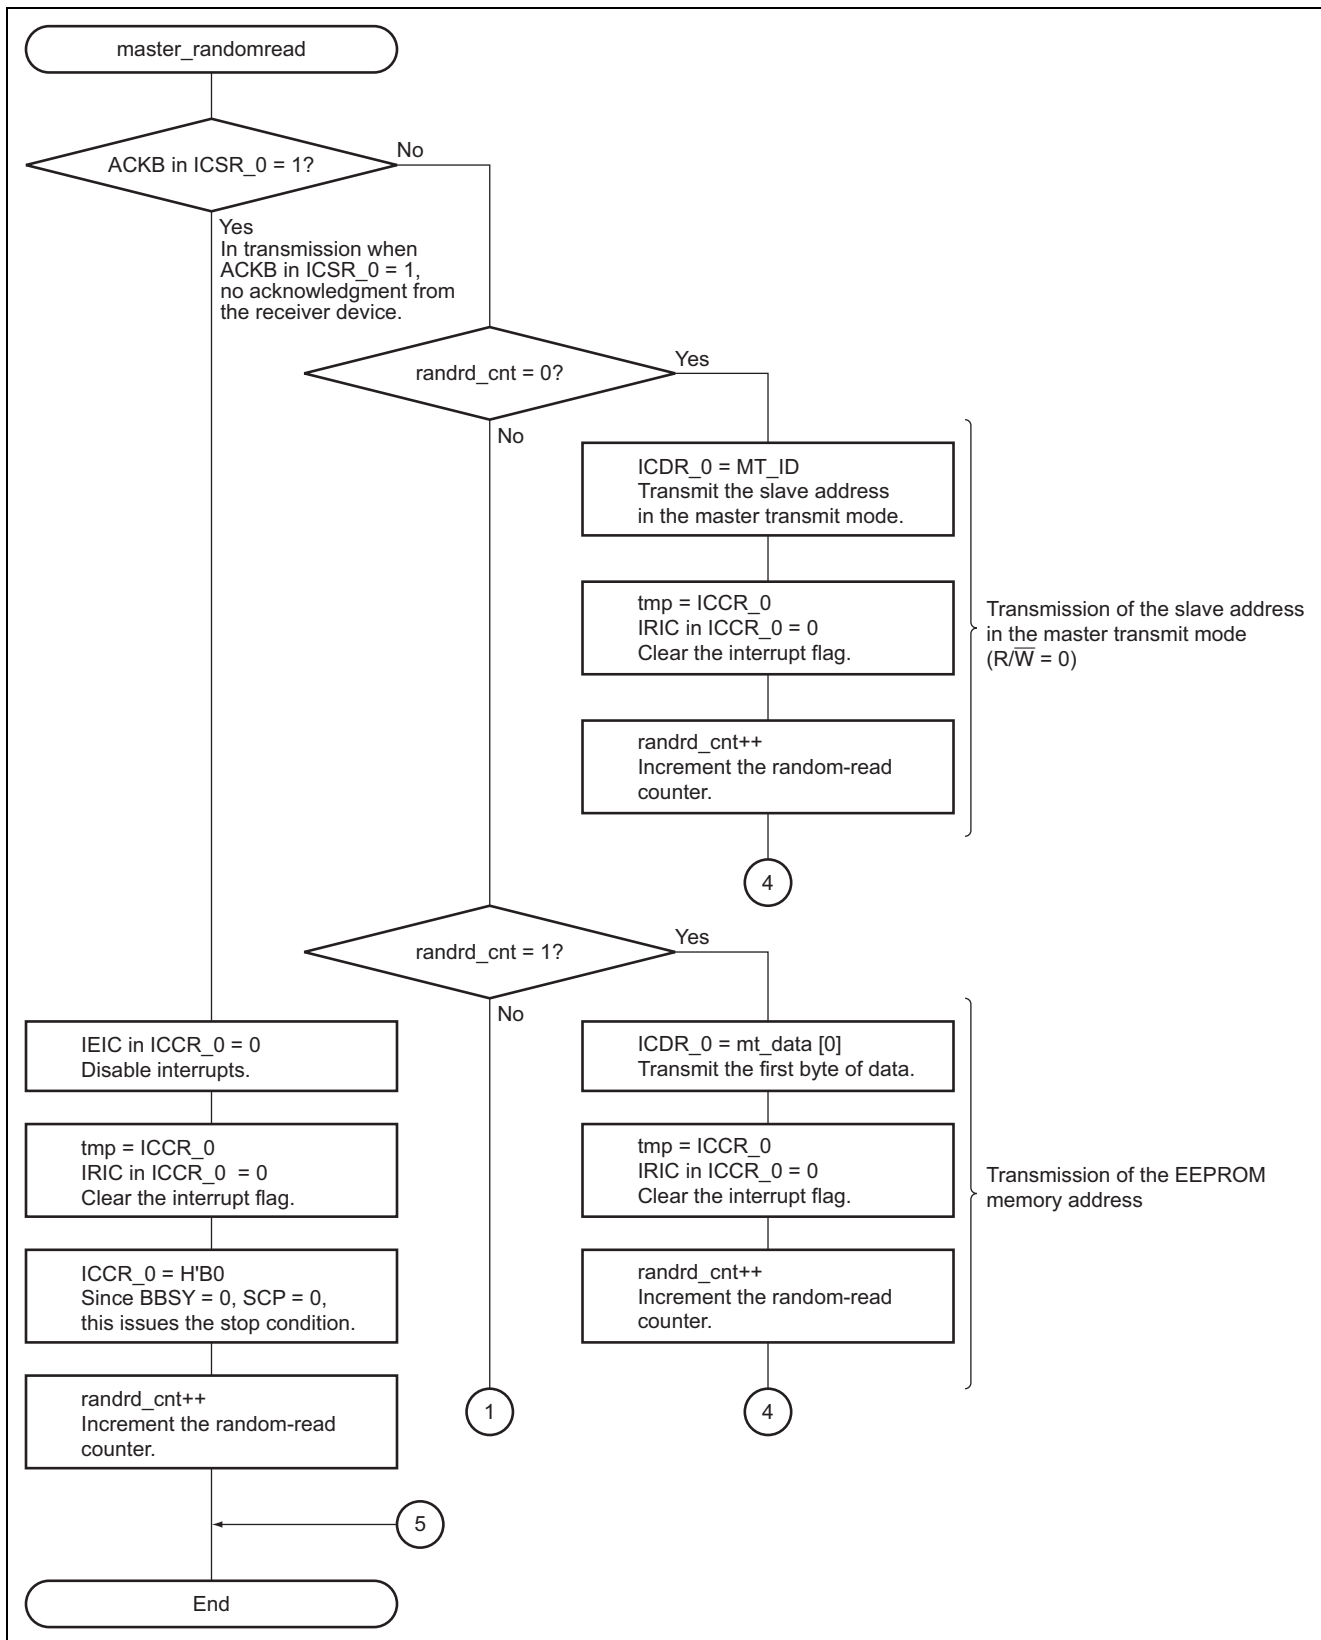 master_randomread
ACKB in ICSR_0 = 1?
No
Yes
In transmission when
ACKB in ICSR_0 = 1,
no acknowledgment from
the receiver device.
randrd_cnt = 0?
Yes
No
ICDR_0 = MT_ID
Transmit the slave address
in the master transmit mode.
tmp = ICCR_0
IRIC in ICCR_0 = 0
Clear the interrupt flag.
randrd_cnt++
Increment the random-read
counter.
4
Transmission of the slave address
in the master transmit mode
(R/W̅ = 0)
randrd_cnt = 1?
Yes
No
ICDR_0 = mt_data [0]
Transmit the first byte of data.
tmp = ICCR_0
IRIC in ICCR_0 = 0
Clear the interrupt flag.
randrd_cnt++
Increment the random-read
counter.
4
Transmission of the EEPROM
memory address
1
IEIC in ICCR_0 = 0
Disable interrupts.
tmp = ICCR_0
IRIC in ICCR_0 = 0
Clear the interrupt flag.
ICCR_0 = H'B0
Since BBSY = 0, SCP = 0,
this issues the stop condition.
randrd_cnt++
Increment the random-read
counter.
5
End